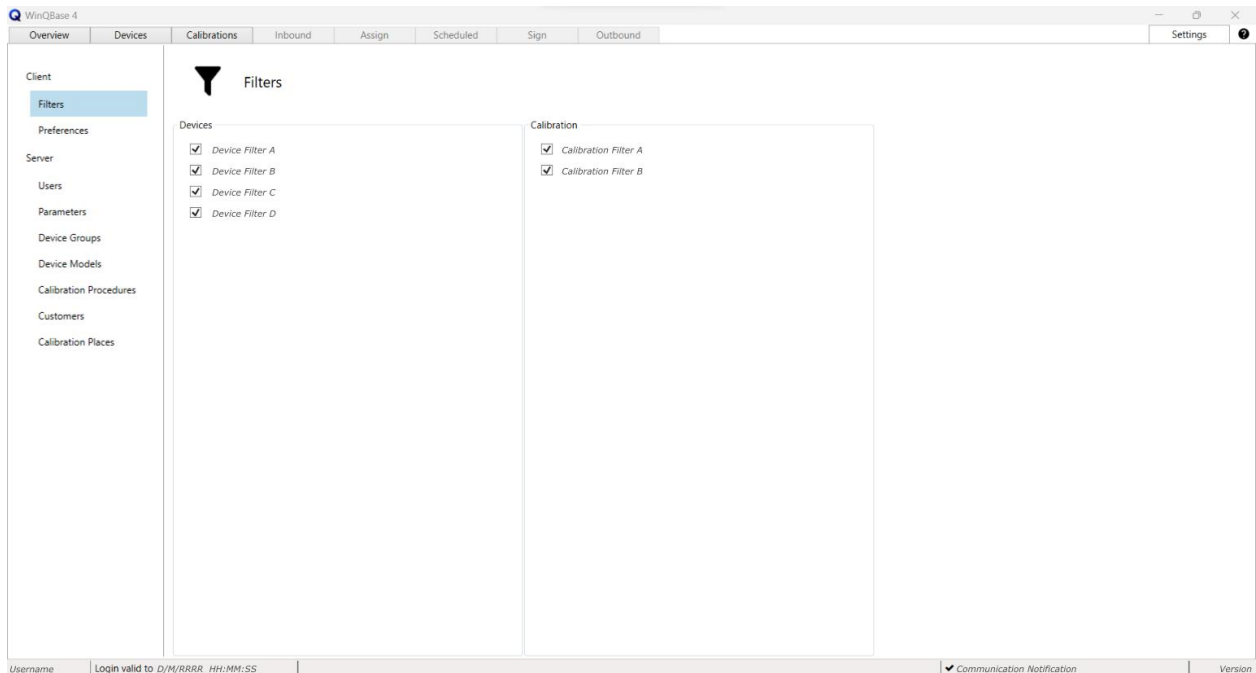 WinQBase 4
Overview Devices Calibrations Inbound Assign Scheduled Sign Outbound Settings ?
Client
Filters
Preferences
Server
Users
Parameters
Device Groups
Device Models
Calibration Procedures
Customers
Calibration Places
Filters
Devices
Device Filter A
Device Filter B
Device Filter C
Device Filter D
Calibration
Calibration Filter A
Calibration Filter B
Username Login valid to D/M/RRRR HH:MM:SS Communication Notification Version